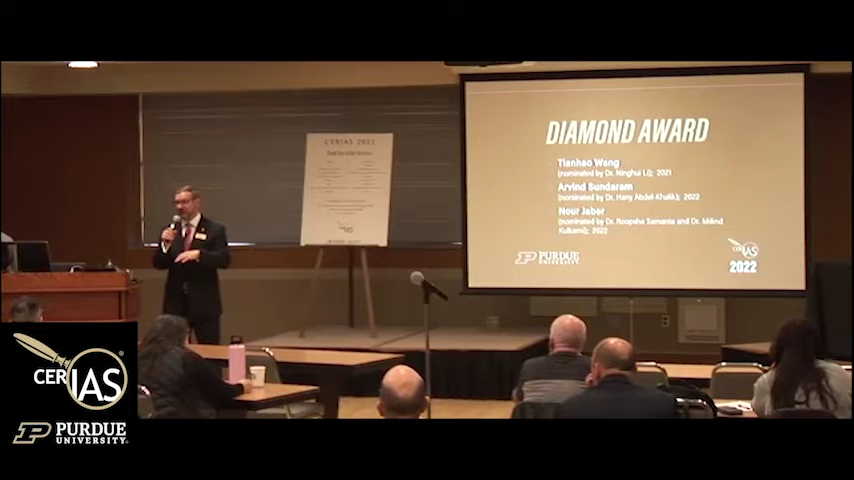 CERIAS 2022
DIAMOND AWARD
Tianhao Wang
(nominated by Dr. Ninghui Li); 2021
Arvind Sundaram
(nominated by Dr. Hany Abdel-Khalik); 2022
Nour Jaber
(nominated by Dr. Roopsha Samanta and Dr. Milind
Kulkarni); 2022
PURDUE
UNIVERSITY
CERIAS
2022
CERIAS
PURDUE
UNIVERSITY